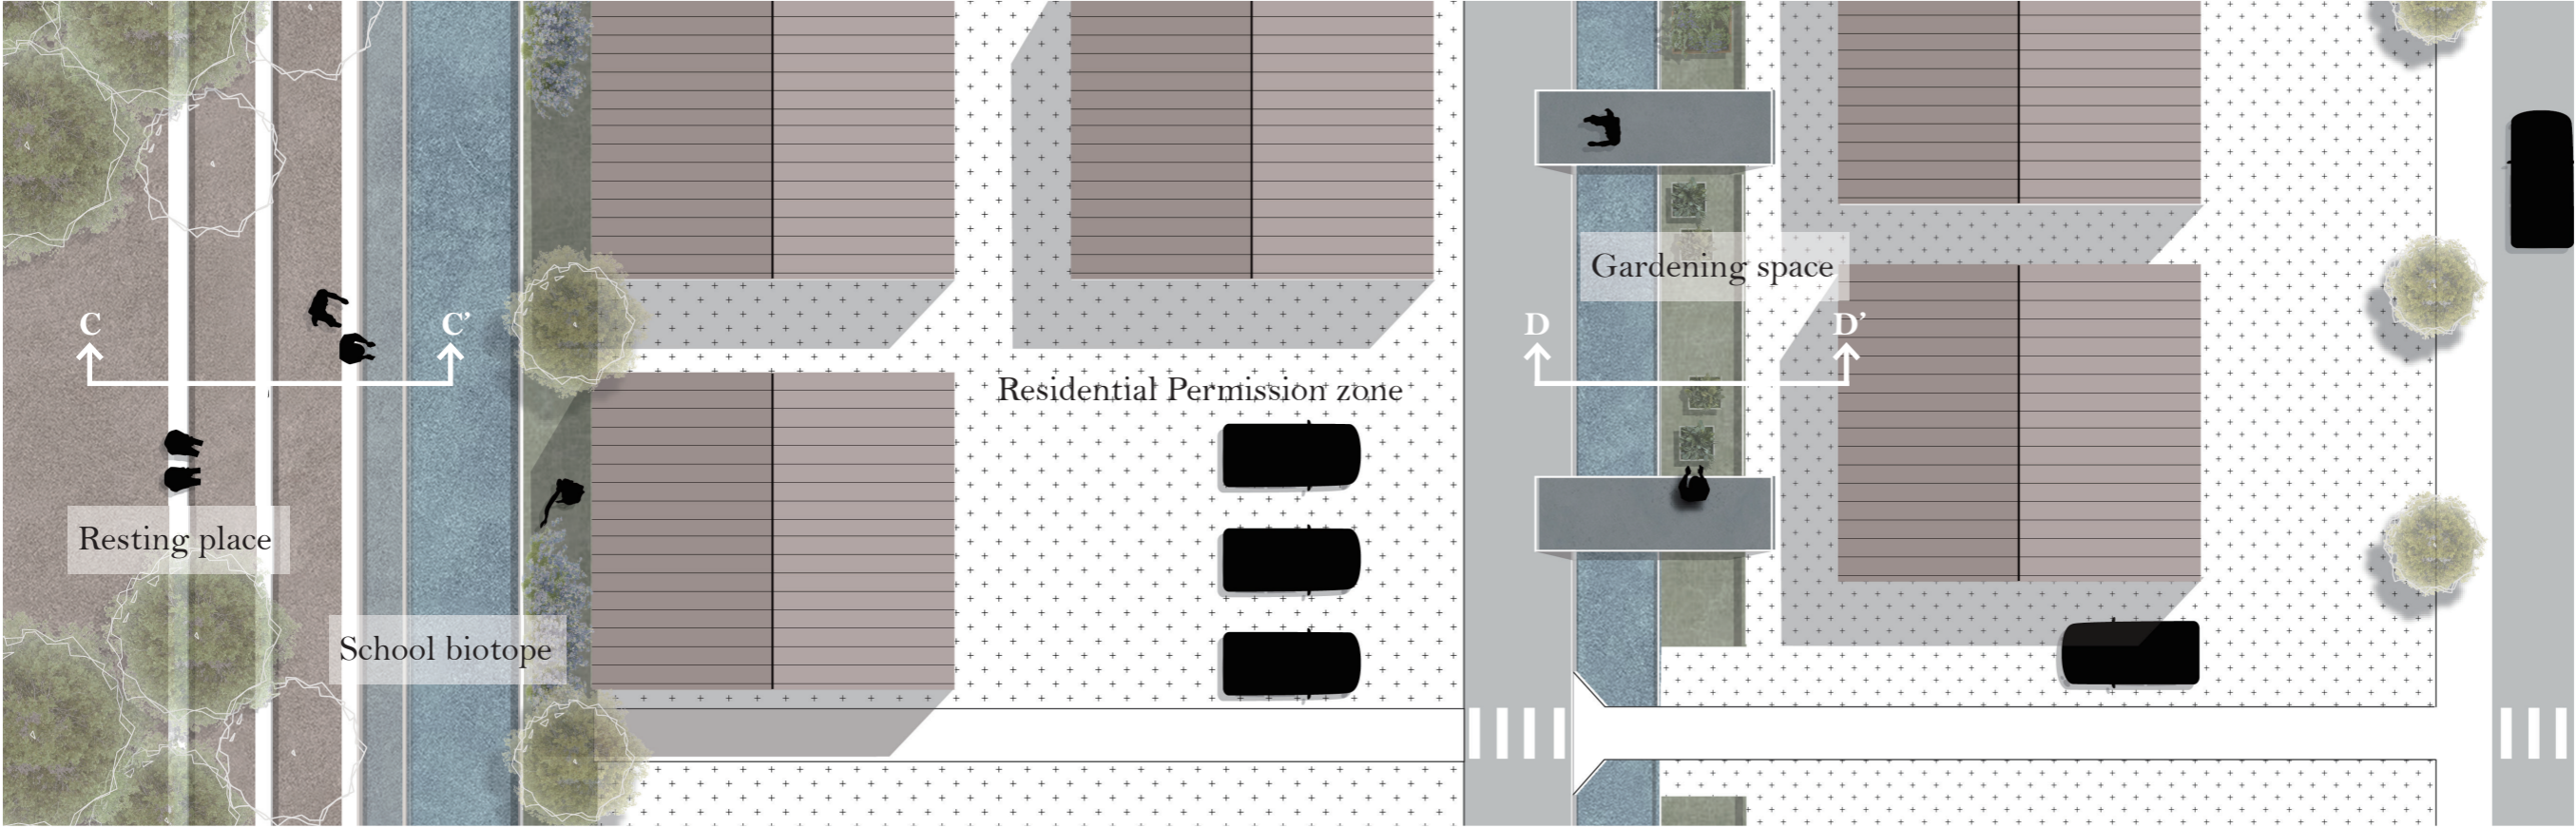 Gardening space
C
C’
D
D’
Residential Permission zone
Resting place
School biotope